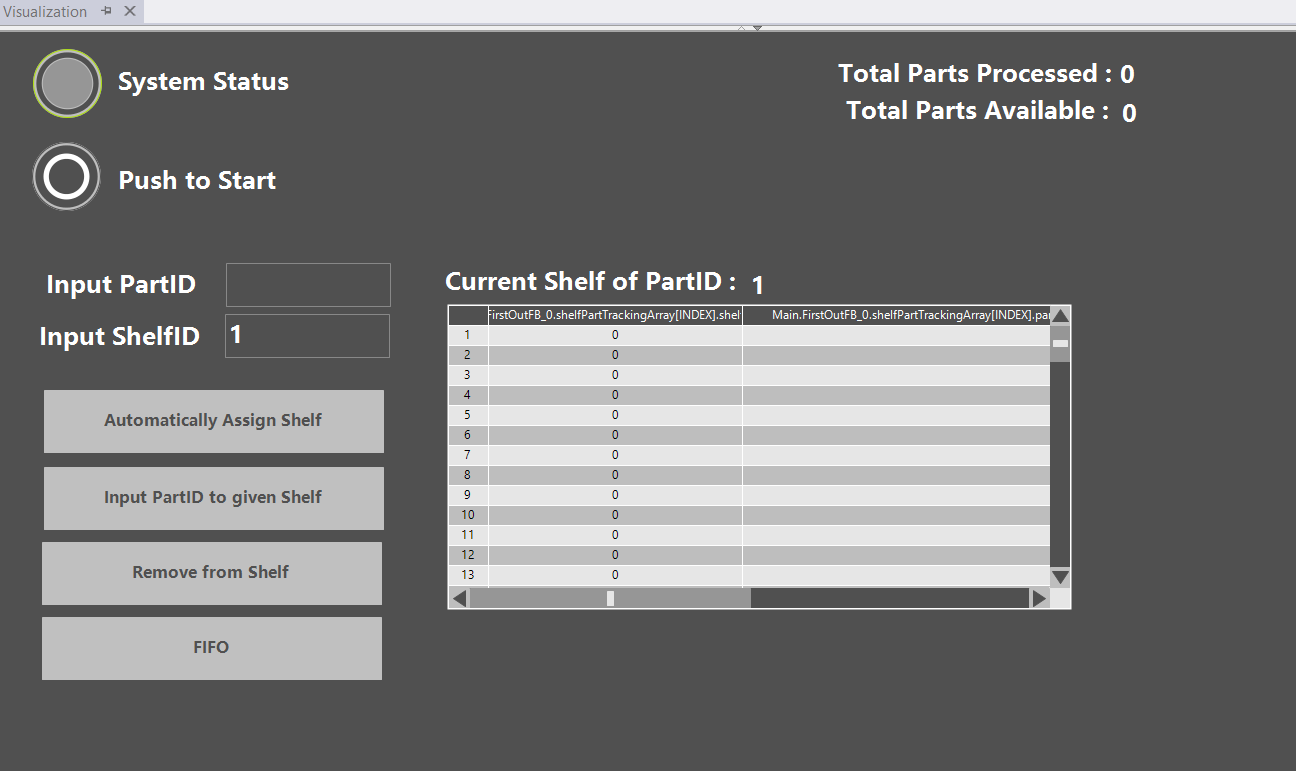 Visualization
System Status
Total Parts Processed : 0
Total Parts Available : 0
Push to Start
Input PartID
Current Shelf of PartID : 1
Input ShelfID 1
FirstOutFB_0.shelfPartTrackingArray[INDEX].shel Main.FirstOutFB_0.shelfPartTrackingArray[INDEX].pa
1 0
2 0
3 0
4 0
5 0
6 0
7 0
8 0
9 0
10 0
11 0
12 0
13 0
Automatically Assign Shelf
Input PartID to given Shelf
Remove from Shelf
FIFO